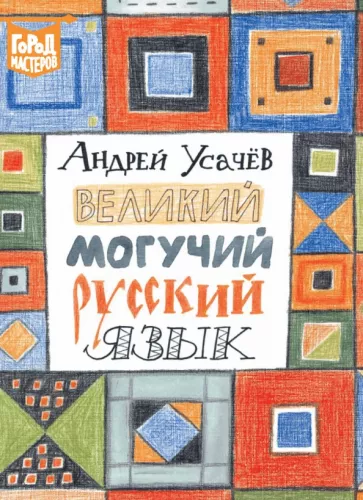 ГОРОД
МАСТЕРОВ
АНДРЕЙ УСАЧЁВ
ВЕЛИКИЙ
МОГУЧИЙ
РУССКИЙ
ЯЗЫК